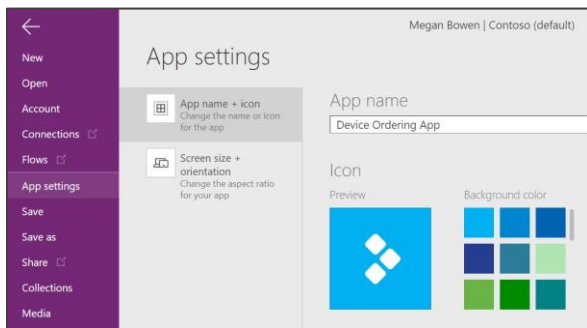 Megan Bowen | Contoso (default)
New
Open
Account
Connections
Flows
App settings
Save
Save as
Share
Collections
Media
App settings
App name + icon
Change the name or icon
for the app
Screen size +
orientation
Change the aspect ratio
for your app
App name
Device Ordering App
Icon
Preview
Background color